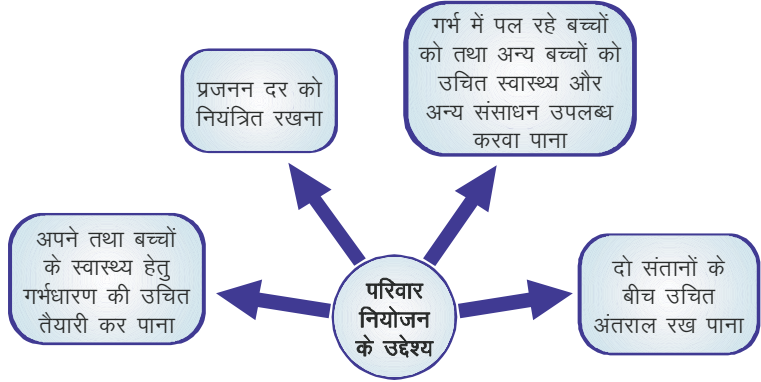 गर्भ में पल रहे बच्चों
को तथा अन्य बच्चों को
उचित स्वास्थ्य और
अन्य संसाधन उपलब्ध
करवा पाना
प्रजनन दर को
नियंत्रित रखना
अपने तथा बच्चों
के स्वास्थ्य हेतु
गर्भधारण की उचित
तैयारी कर पाना
दो संतानों के
बीच उचित
अंतराल रख पाना
परिवार
नियोजन
के उद्देश्य